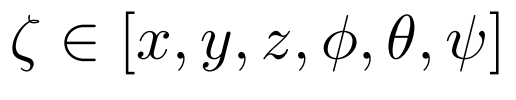 ζ ∈ [x, y, z, ϕ, θ, ψ]